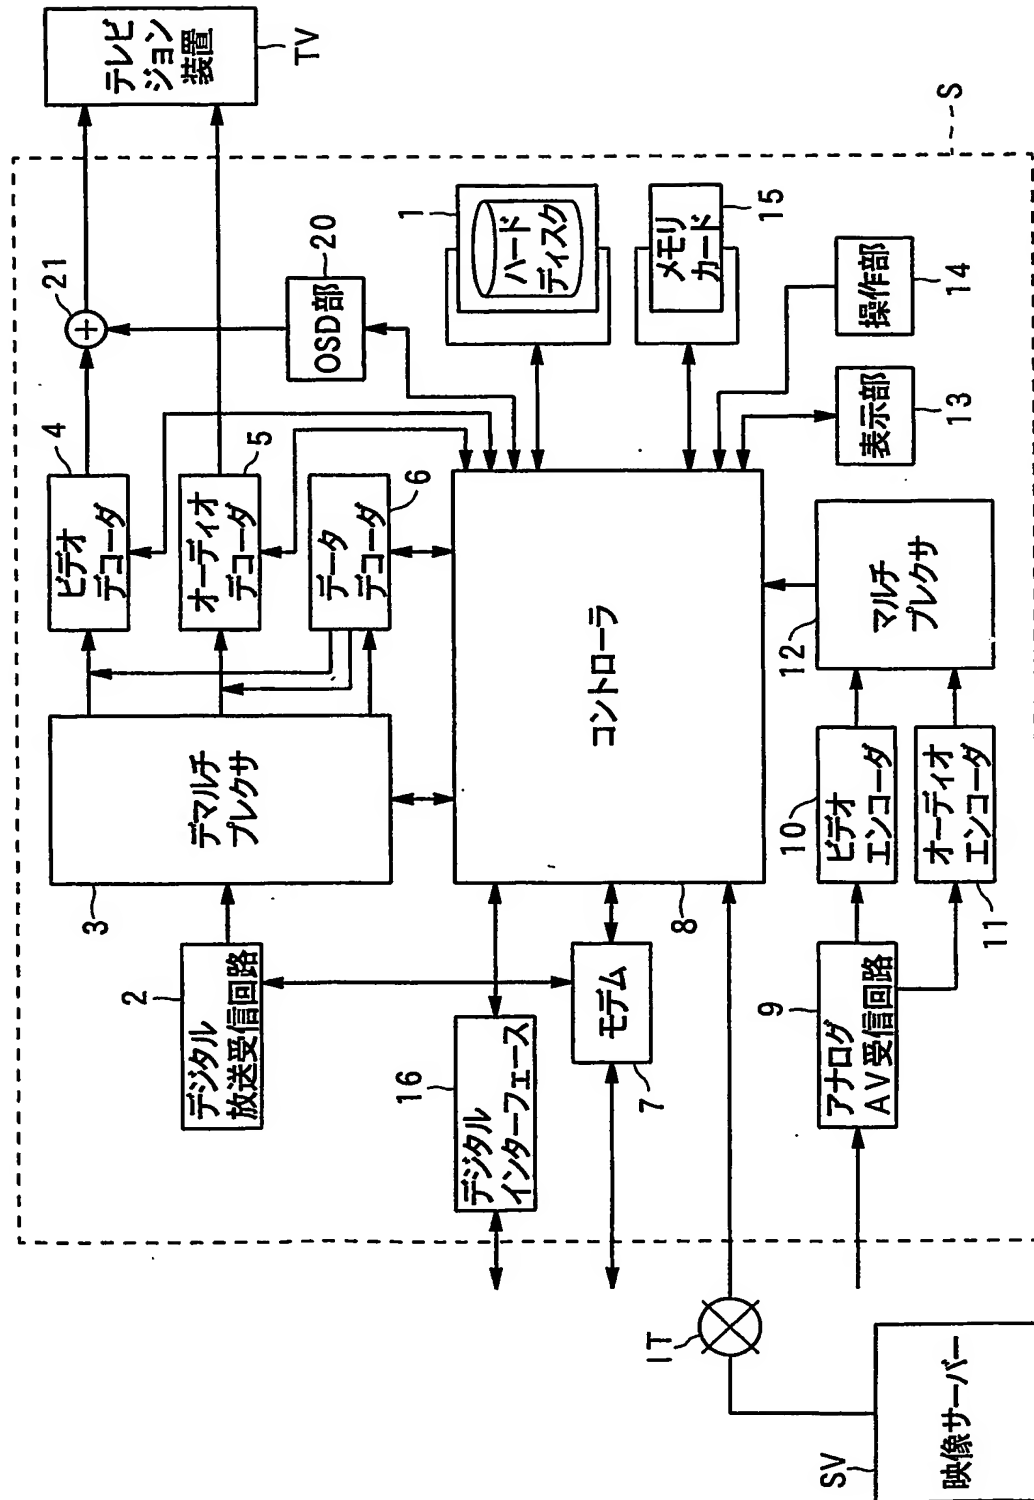 テレビ
ジョン
装置
TV
S
21
4
ビデオ
デコーダ
オーディオ
デコーダ
5
データ
デコーダ
6
OSD部
20
ハード
ディスク
1
メモリ
カード
15
操作部
14
表示部
13
デマルチ
プレクサ
3
コントローラ
8
マルチ
プレクサ
12
デジタル
放送受信回路
2
デジタル
インターフェース
16
モデム
7
ビデオ
エンコーダ
10
オーディオ
エンコーダ
11
アナログ
AV受信回路
9
IT
映像サーバー
SV